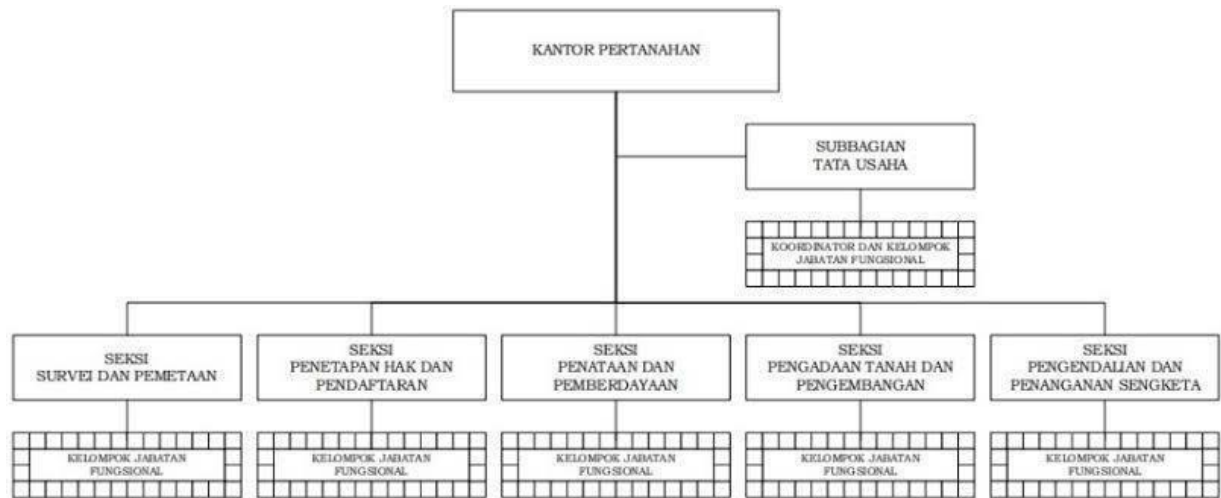 KANTOR PERTANAHAN
SUBBAGIAN
TATA USAHA
KOORDINATOR DAN KELOMPOK
JABATAN FUNGSIONAL
SEKSI
SURVEI DAN PEMETAAN
SEKSI
PENETAPAN HAK DAN
PENDAFTARAN
SEKSI
PENATAAN DAN
PEMBERDAYAAN
SEKSI
PENGADAAN TANAH DAN
PENGEMBANGAN
SEKSI
PENGENDALIAN DAN
PENANGANAN SENGKETA
KELOMPOK JABATAN
FUNGSIONAL
KELOMPOK JABATAN
FUNGSIONAL
KELOMPOK JABATAN
FUNGSIONAL
KELOMPOK JABATAN
FUNGSIONAL
KELOMPOK JABATAN
FUNGSIONAL